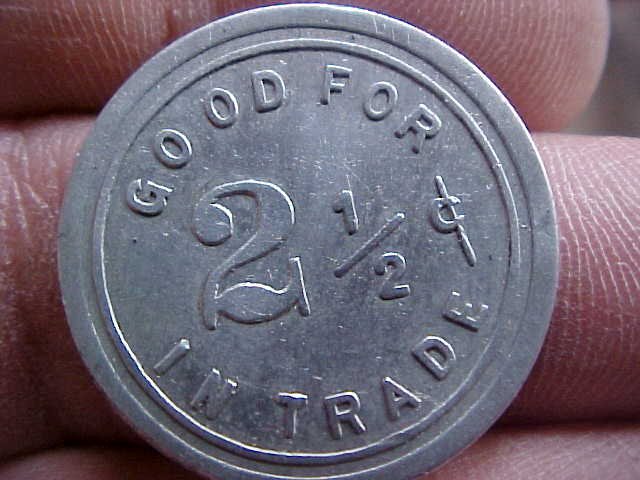 GOOD FOR
2 1/2 ¢
IN TRADE